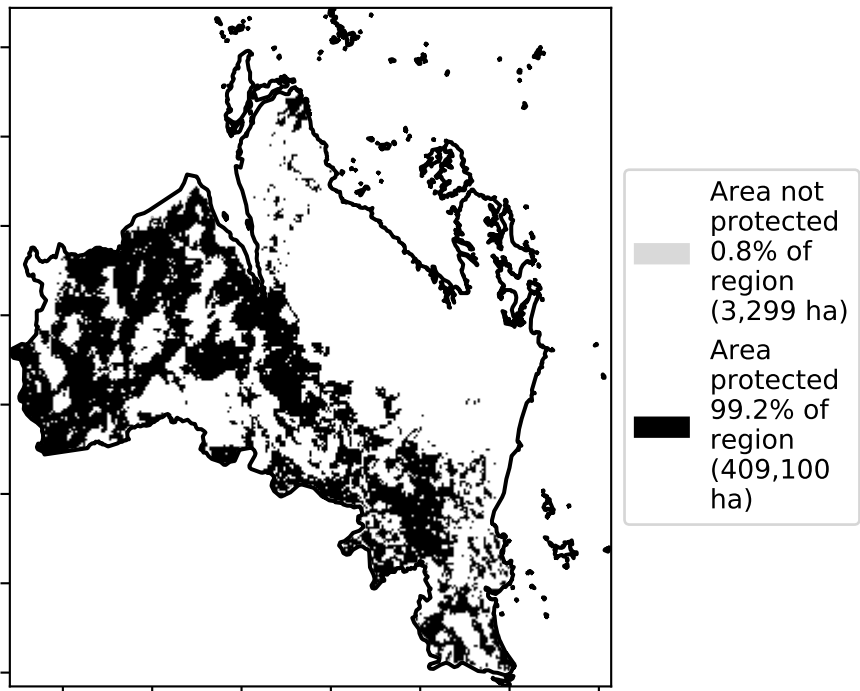 Area not
protected
0.8% of
region
(3,299 ha)
Area
protected
99.2% of
region
(409,100
ha)